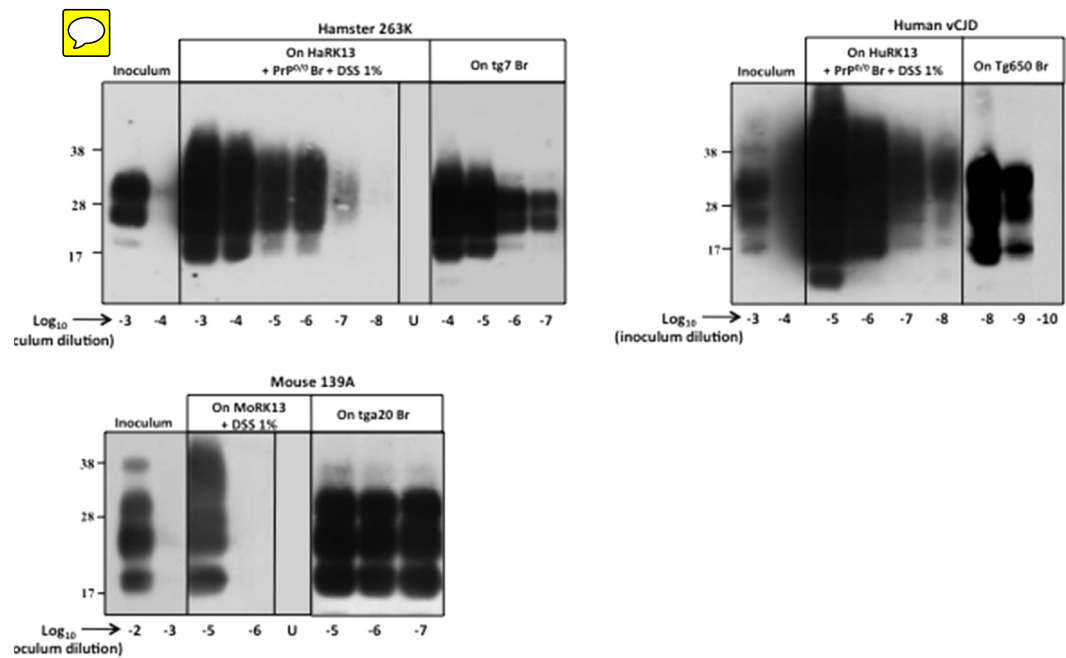 Hamster 263K
Inoculum
On HaRK13
+ PrP⁰/⁰ Br + DSS 1%
On tg7 Br
38
28
17
Log₁₀ -3 -4 -3 -4 -5 -6 -7 -8 U -4 -5 -6 -7
culum dilution)
Human vCJD
Inoculum
On HuRK13
+ PrP⁰/⁰ Br + DSS 1%
On Tg650 Br
38
28
17
Log₁₀ -3 -4 -5 -6 -7 -8 -8 -9 -10
(inoculum dilution)
Mouse 139A
Inoculum
On MoRK13
+ DSS 1%
On tga20 Br
38
28
17
Log₁₀ -2 -3 -5 -6 U -5 -6 -7
oculum dilution)